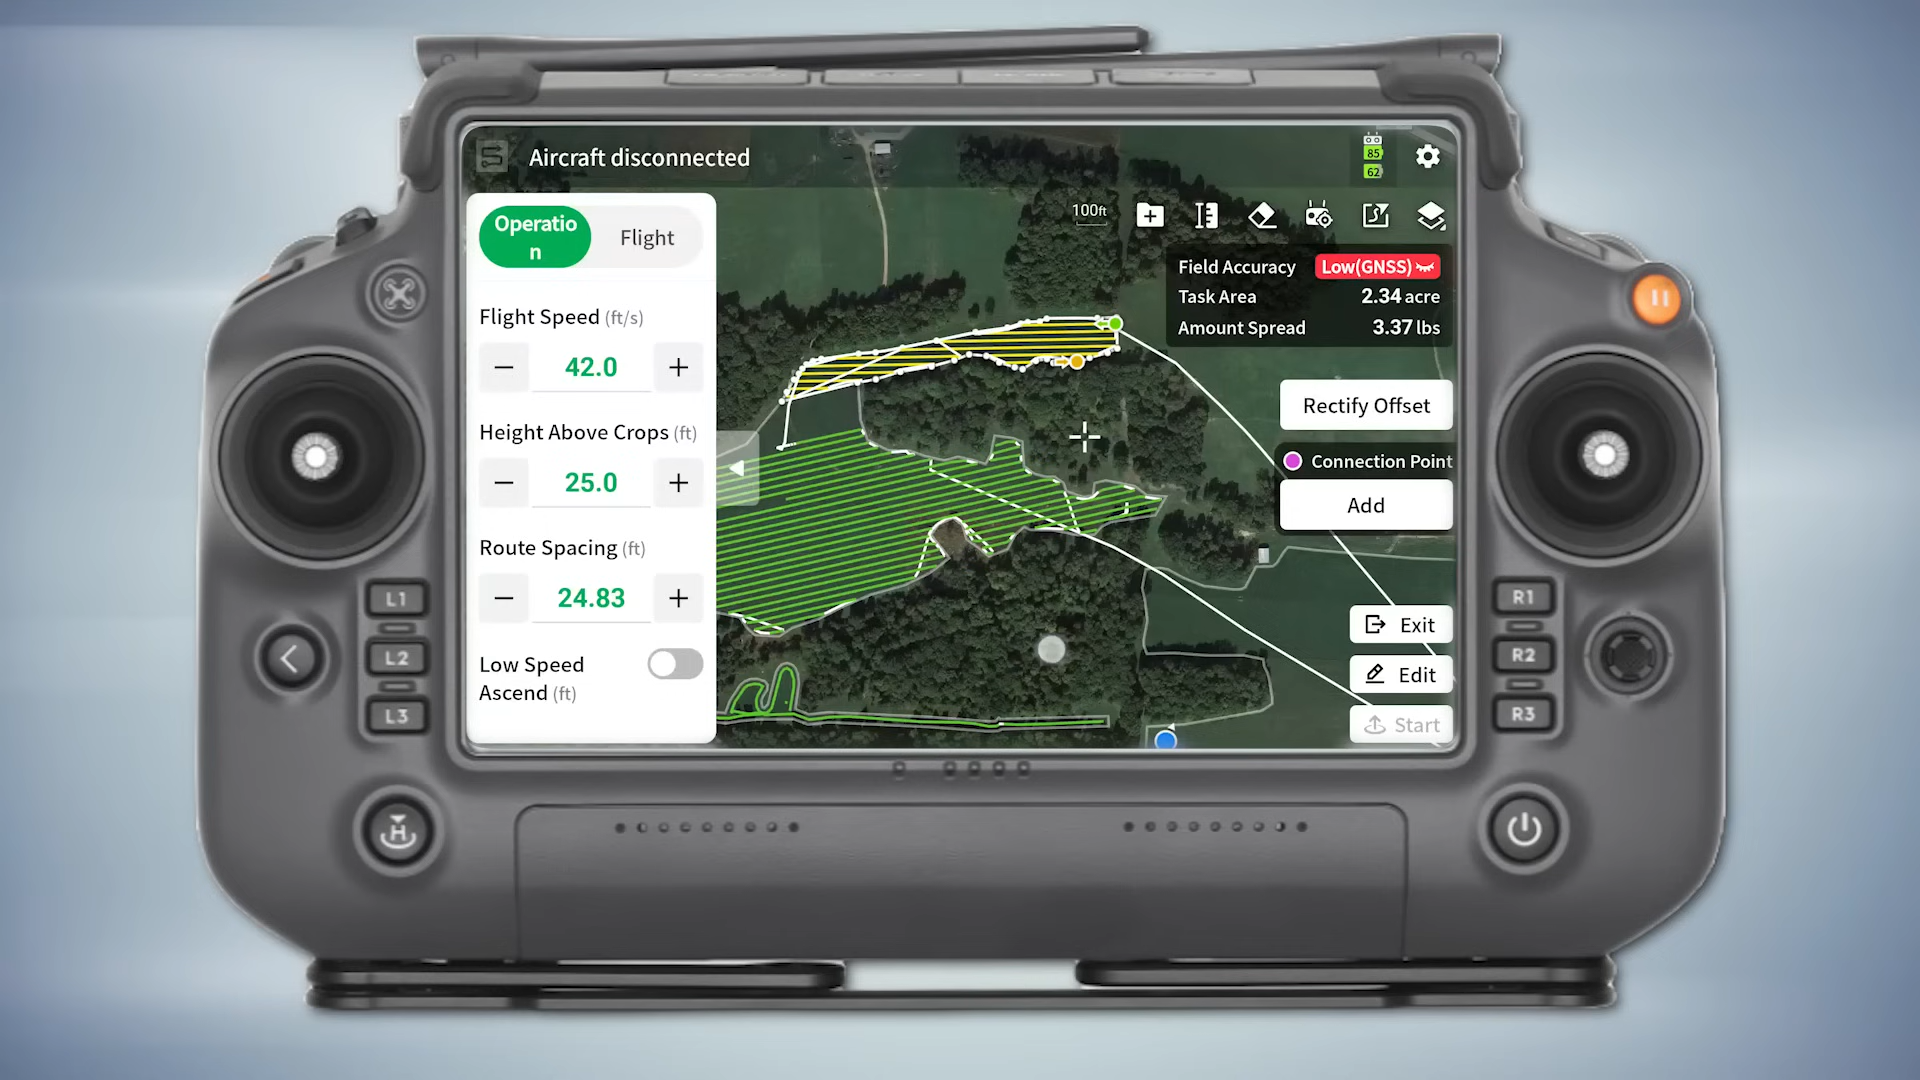 Aircraft disconnected
85
62
Operatio
n
Flight
100ft
Field Accuracy Low(GNSS)
Task Area 2.34 acre
Amount Spread 3.37 lbs
Flight Speed (ft/s)
42.0
Height Above Crops (ft)
25.0
Rectify Offset
Connection Point
Add
Route Spacing (ft)
24.83
Low Speed
Ascend (ft)
Exit
Edit
Start
L1
L2
L3
R1
R2
R3
H